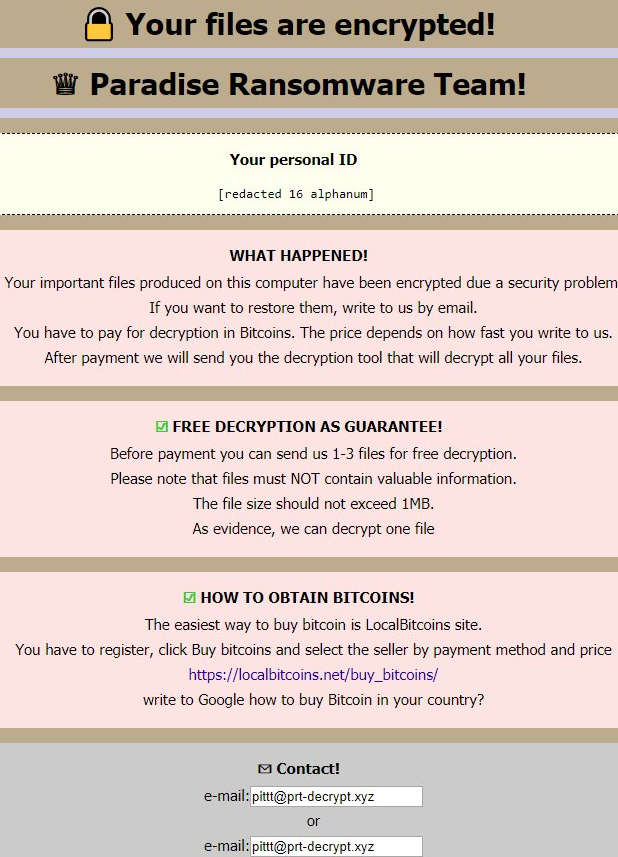 Your files are encrypted!
Paradise Ransomware Team!
Your personal ID
[redacted 16 alphanum]
WHAT HAPPENED!
Your important files produced on this computer have been encrypted due a security problem
If you want to restore them, write to us by email.
You have to pay for decryption in Bitcoins. The price depends on how fast you write to us.
After payment we will send you the decryption tool that will decrypt all your files.
FREE DECRYPTION AS GUARANTEE!
Before payment you can send us 1-3 files for free decryption.
Please note that files must NOT contain valuable information.
The file size should not exceed 1MB.
As evidence, we can decrypt one file
HOW TO OBTAIN BITCOINS!
The easiest way to buy bitcoin is LocalBitcoins site.
You have to register, click Buy bitcoins and select the seller by payment method and price
https://localbitcoins.net/buy_bitcoins/
write to Google how to buy Bitcoin in your country?
Contact!
e-mail: pittt@prt-decrypt.xyz
or
e-mail: pittt@prt-decrypt.xyz